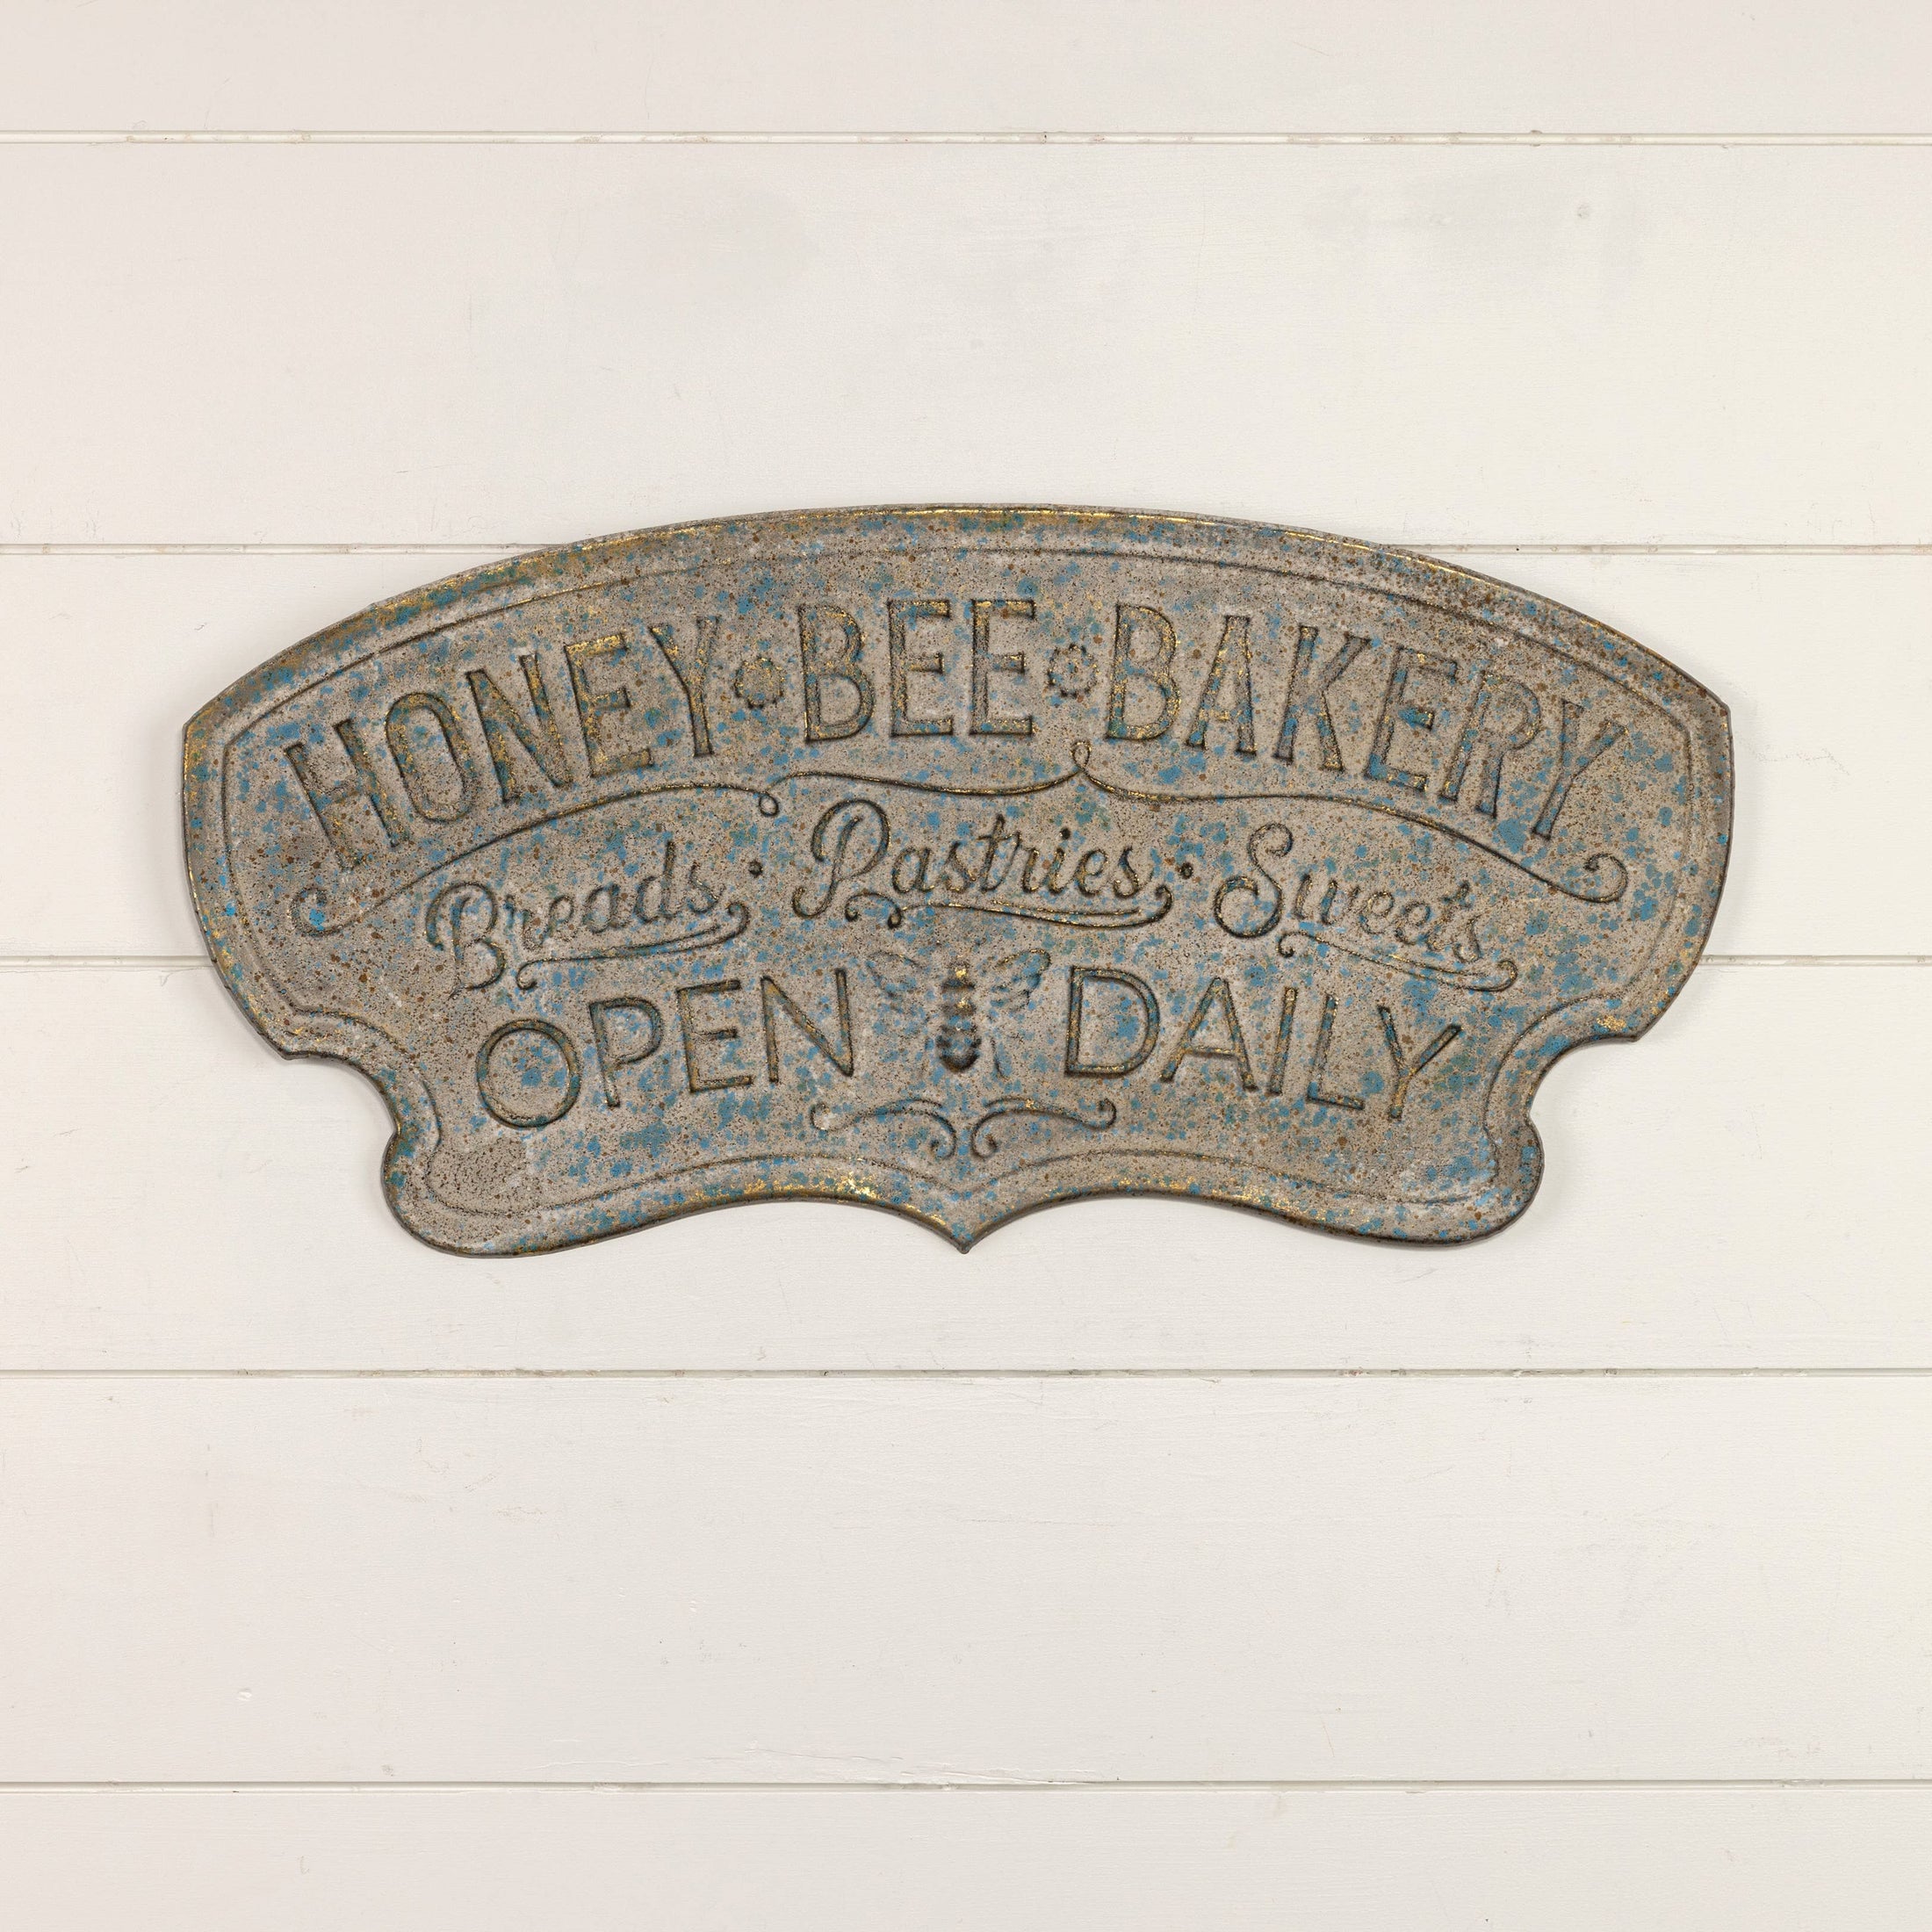 HONEY BEE BAKERY
Breads · Pastries · Sweets
OPEN DAILY